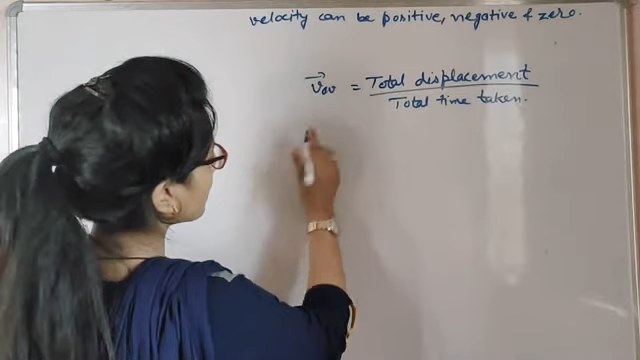 velocity can be positive, negative & zero.
v⃗av = Total displacement
Total time taken.